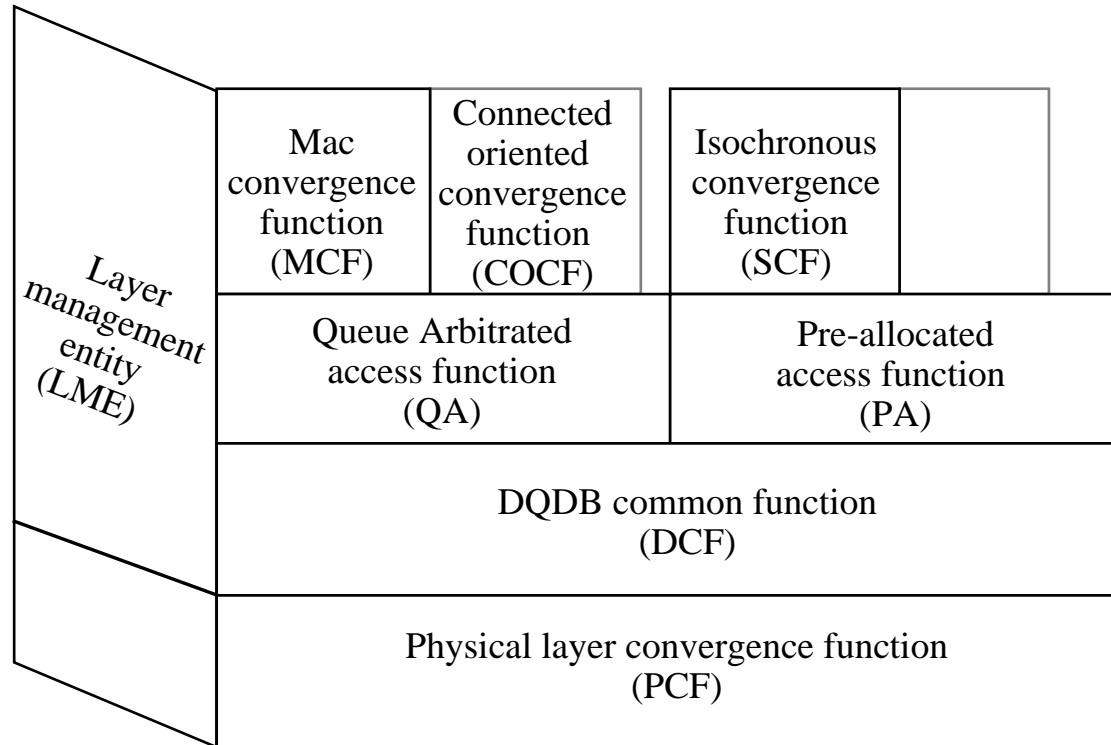 Layer
management
entity
(LME)
Mac
convergence
function
(MCF)
Connected
oriented
convergence
function
(COCF)
Isochronous
convergence
function
(SCF)
Queue Arbitrated
access function
(QA)
Pre-allocated
access function
(PA)
DQDB common function
(DCF)
Physical layer convergence function
(PCF)